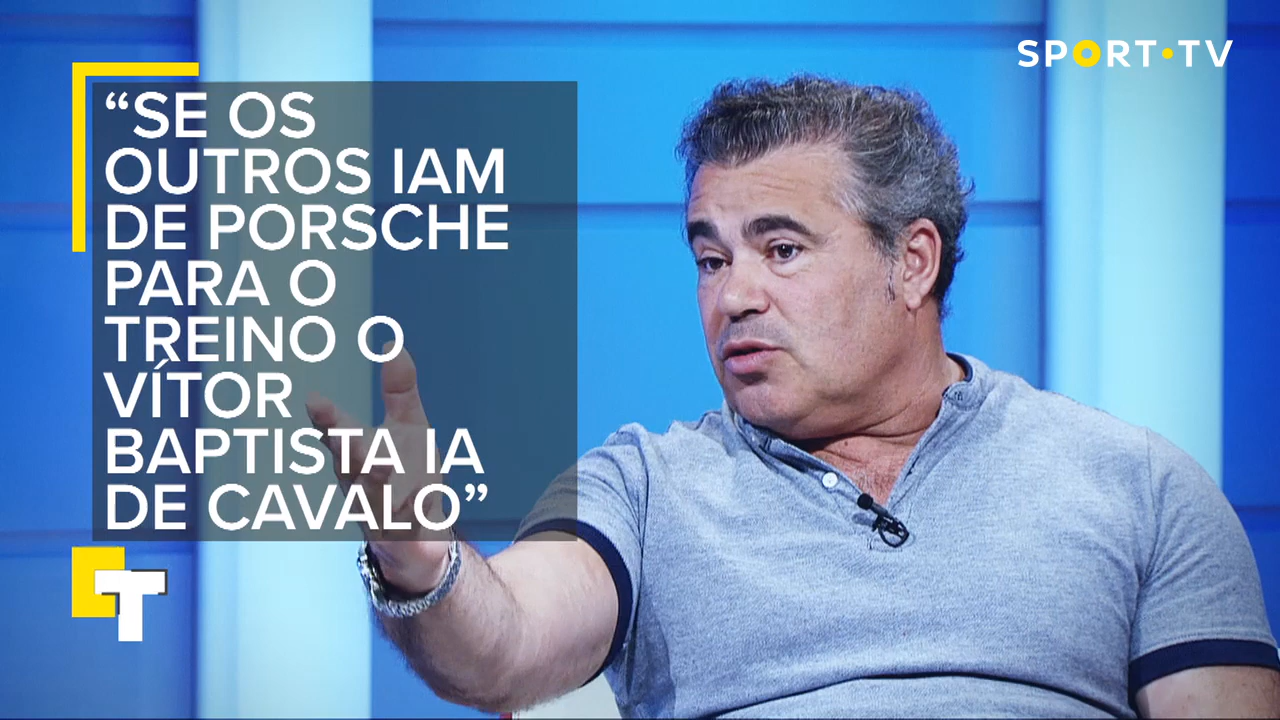 SPORT•TV
“SE OS
OUTROS IAM
DE PORSCHE
PARA O
TREINO O
VÍTOR
BAPTISTA IA
DE CAVALO”
T